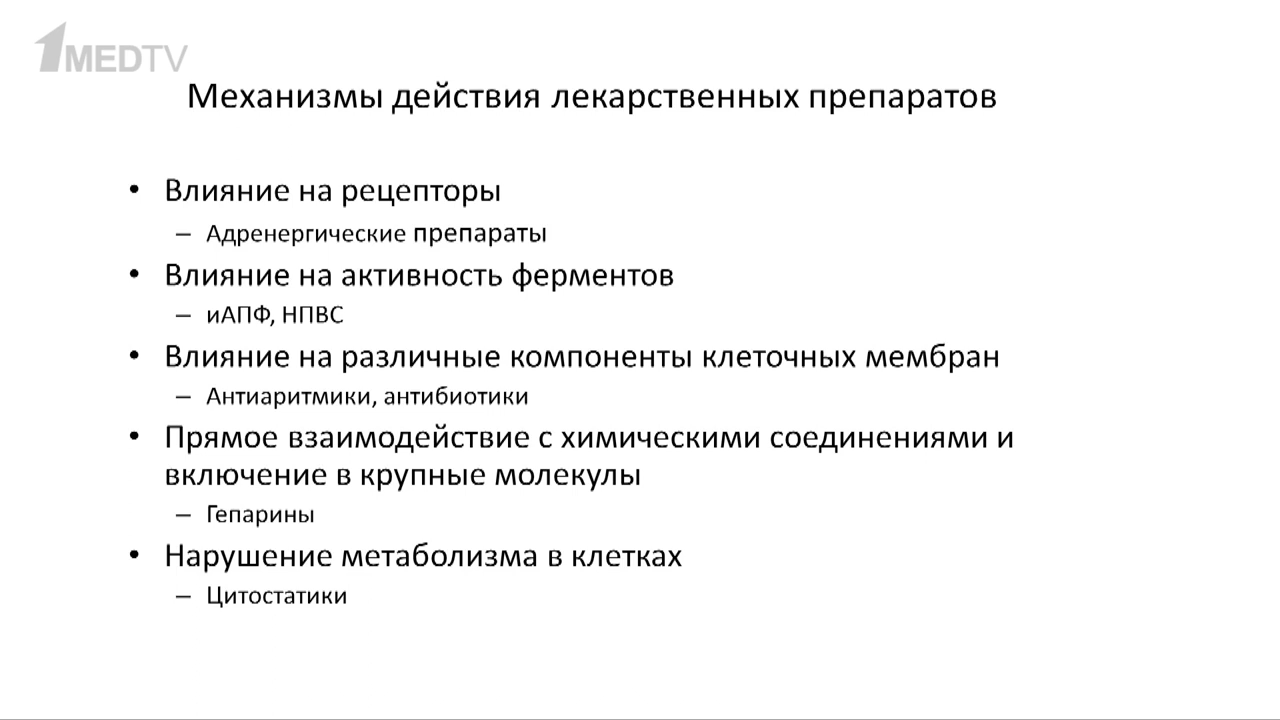 1MEDTV
Механизмы действия лекарственных препаратов
• Влияние на рецепторы
– Адренергические препараты
• Влияние на активность ферментов
– иАПФ, НПВС
• Влияние на различные компоненты клеточных мембран
– Антиаритмики, антибиотики
• Прямое взаимодействие с химическими соединениями и
включение в крупные молекулы
– Гепарины
• Нарушение метаболизма в клетках
– Цитостатики